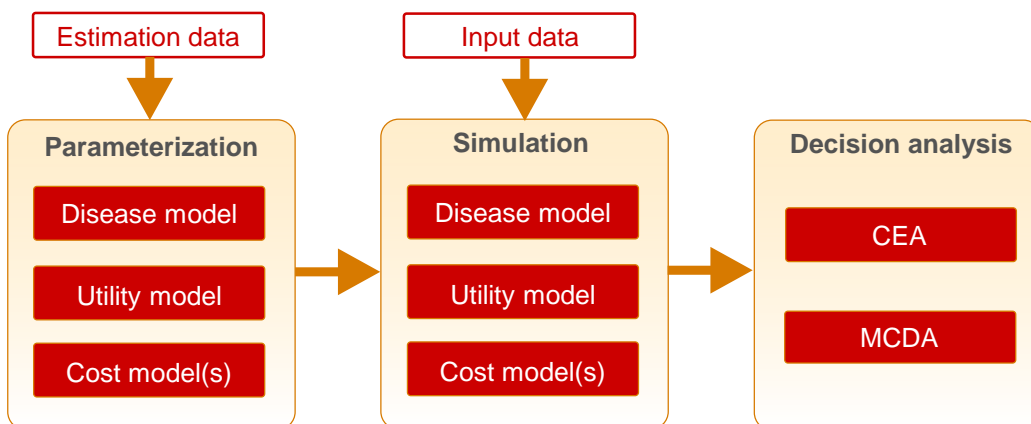 Estimation data
Input data
Parameterization
Disease model
Utility model
Cost model(s)
Simulation
Disease model
Utility model
Cost model(s)
Decision analysis
CEA
MCDA